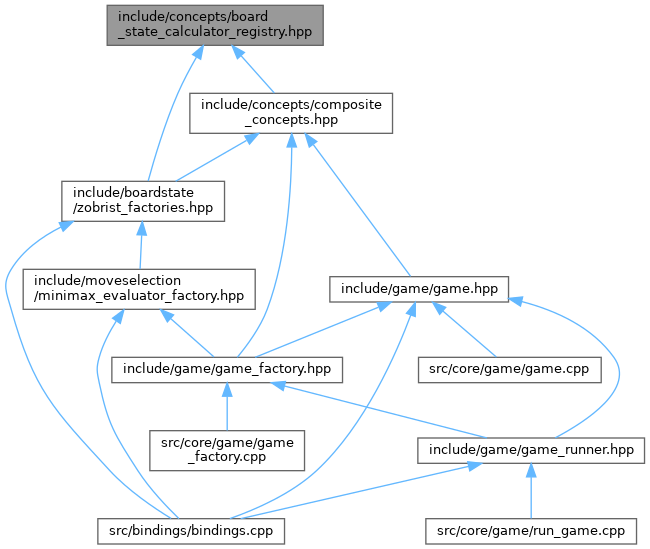 include/concepts/board
_state_calculator_registry.hpp
include/concepts/composite
_concepts.hpp
include/boardstate
/zobrist_factories.hpp
include/moveselection
/minimax_evaluator_factory.hpp
include/game/game.hpp
include/game/game_factory.hpp
src/core/game/game.cpp
src/core/game/game
_factory.cpp
include/game/game_runner.hpp
src/bindings/bindings.cpp
src/core/game/run_game.cpp